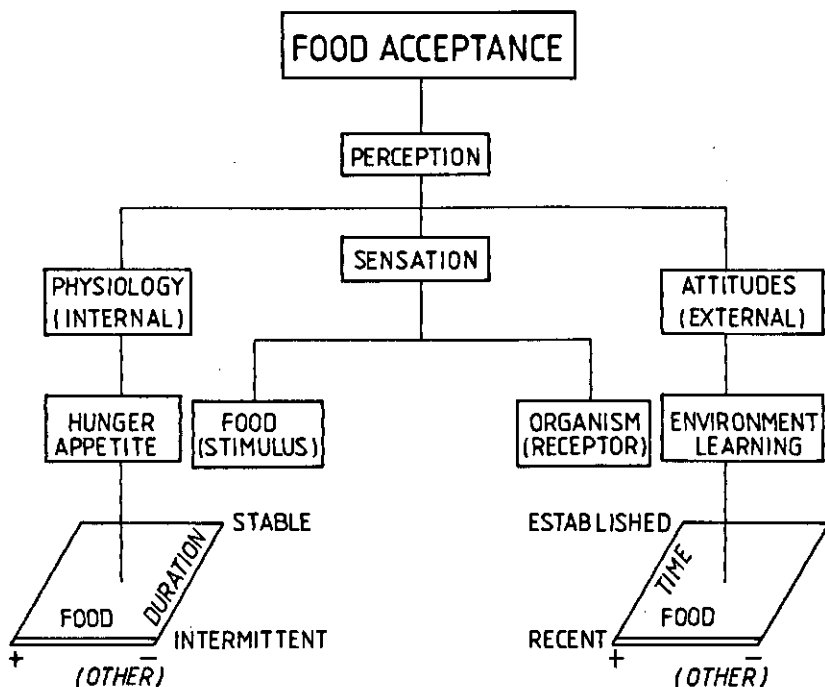 FOOD ACCEPTANCE
PERCEPTION
SENSATION
PHYSIOLOGY
(INTERNAL)
ATTITUDES
(EXTERNAL)
HUNGER
APPETITE
FOOD
(STIMULUS)
ORGANISM
(RECEPTOR)
ENVIRONMENT
LEARNING
STABLE
DURATION
FOOD
INTERMITTENT
+ −
(OTHER)
ESTABLISHED
TIME
FOOD
RECENT
+ −
(OTHER)